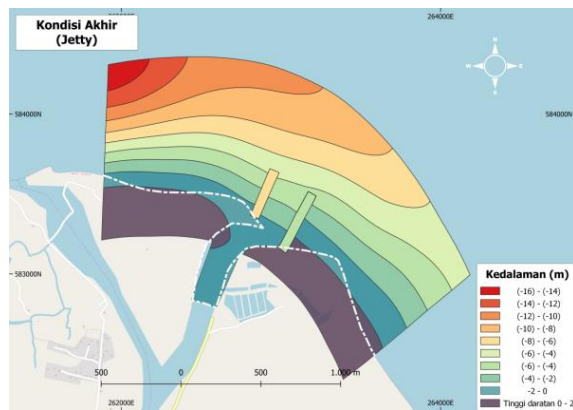 Kondisi Akhir
(Jetty)
264000E
N
W
E
S
584000N
584000N
583000N
Kedalaman (m)
(-16) - (-14)
(-14) - (-12)
(-12) - (-10)
(-10) - (-8)
(-8) - (-6)
(-6) - (-4)
(-6) - (-4)
(-4) - (-2)
-2 - 0
Tinggi daratan 0 - 2
500
0
500
1.000 m
262000E
264000E